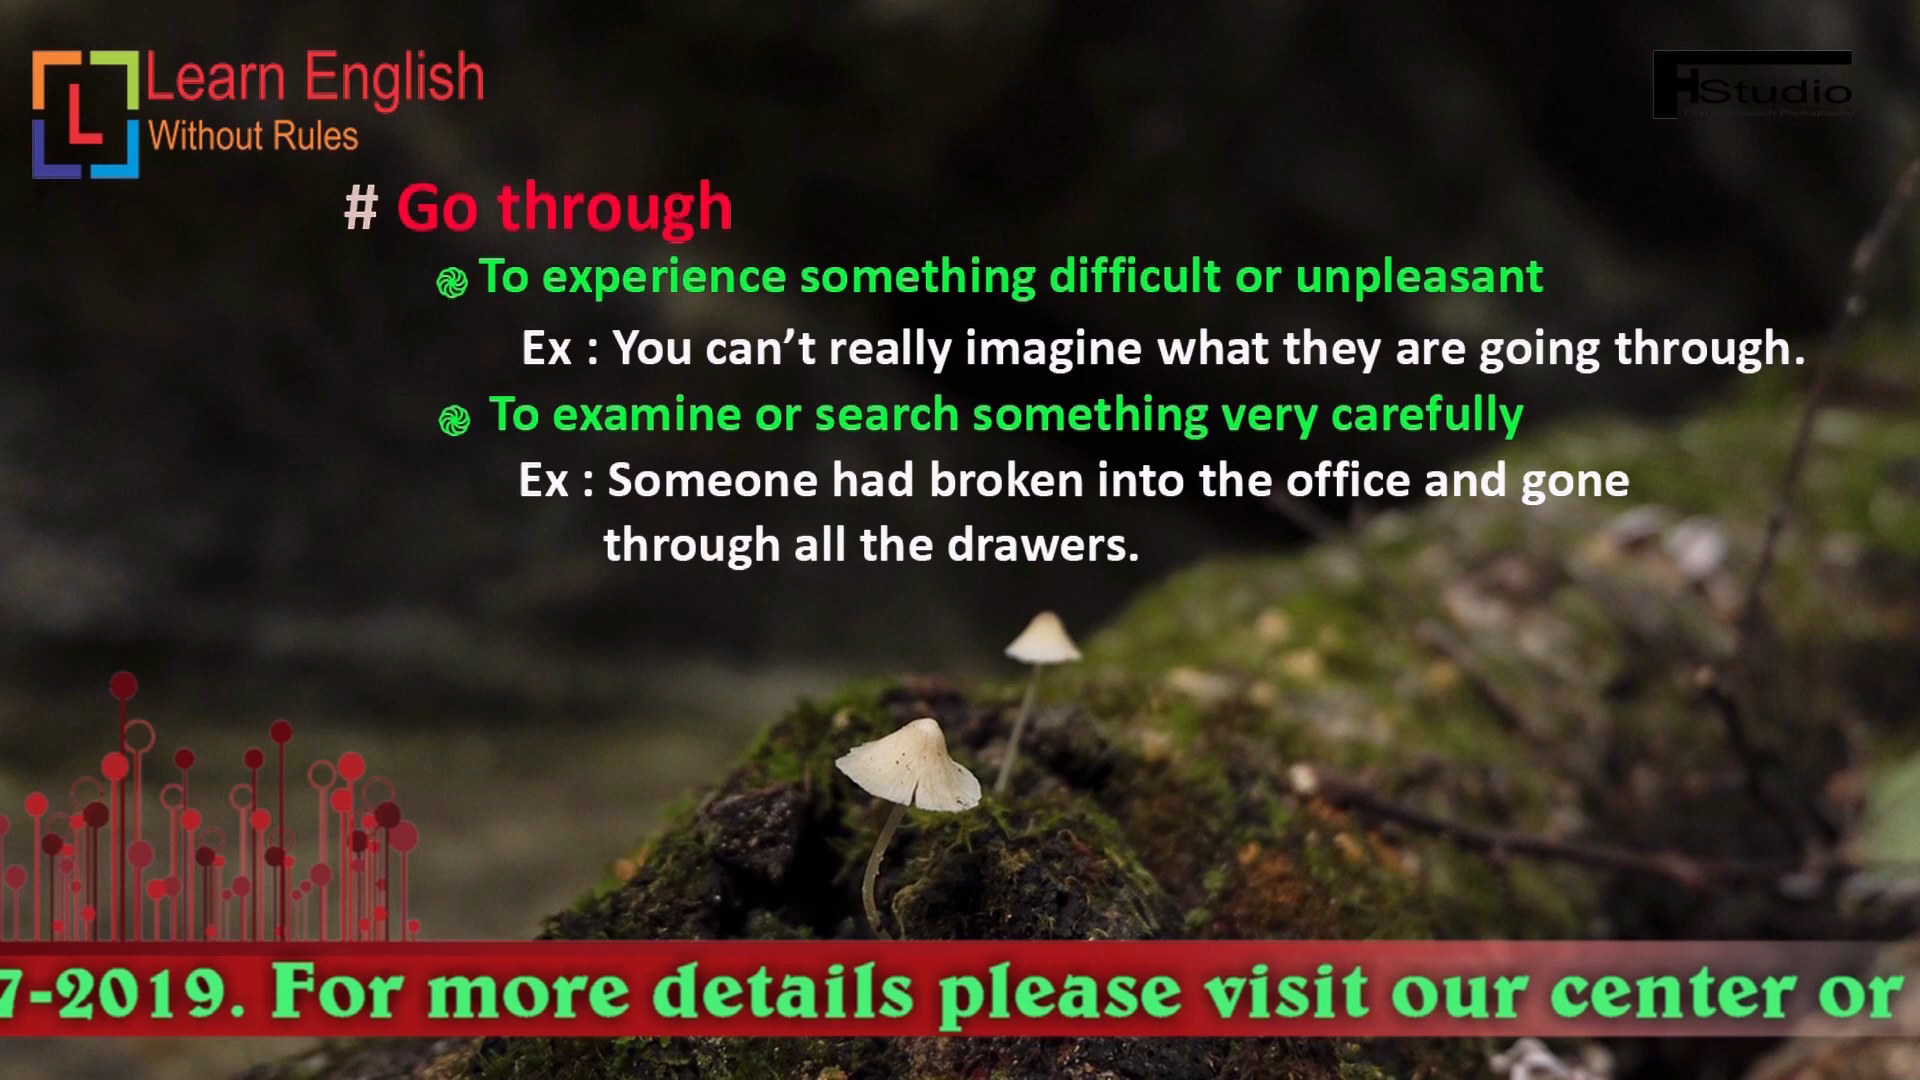 L Learn English
Without Rules
HStudio
# Go through
To experience something difficult or unpleasant
Ex : You can’t really imagine what they are going through.
To examine or search something very carefully
Ex : Someone had broken into the office and gone
through all the drawers.
7-2019. For more details please visit our center or